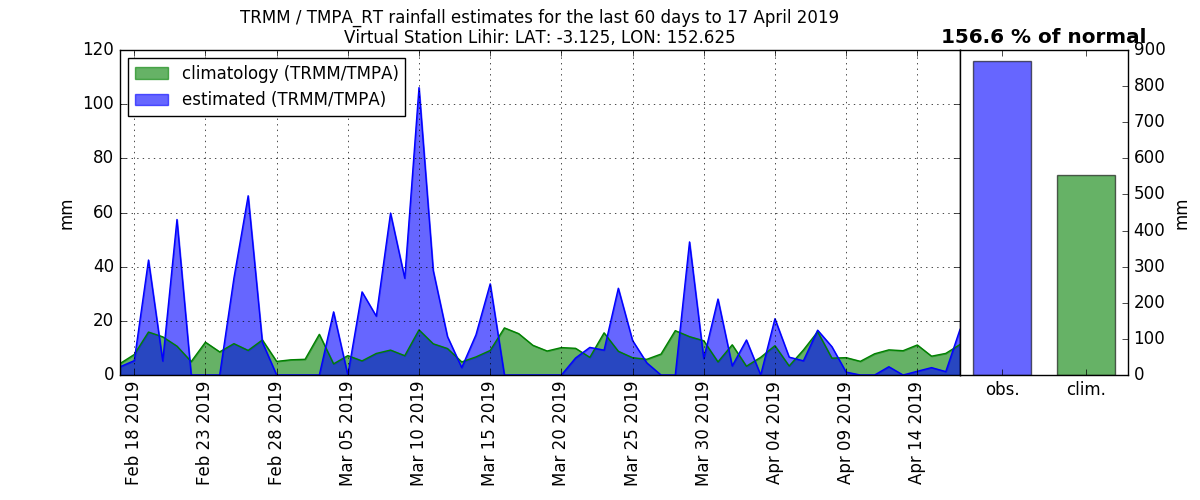 TRMM / TMPA_RT rainfall estimates for the last 60 days to 17 April 2019
Virtual Station Lihir: LAT: -3.125, LON: 152.625
156.6 % of normal
climatology (TRMM/TMPA)
estimated (TRMM/TMPA)
120
100
80
60
40
20
0
mm
Feb 18 2019
Feb 23 2019
Feb 28 2019
Mar 05 2019
Mar 10 2019
Mar 15 2019
Mar 20 2019
Mar 25 2019
Mar 30 2019
Apr 04 2019
Apr 09 2019
Apr 14 2019
obs.
clim.
900
800
700
600
500
400
300
200
100
0
mm